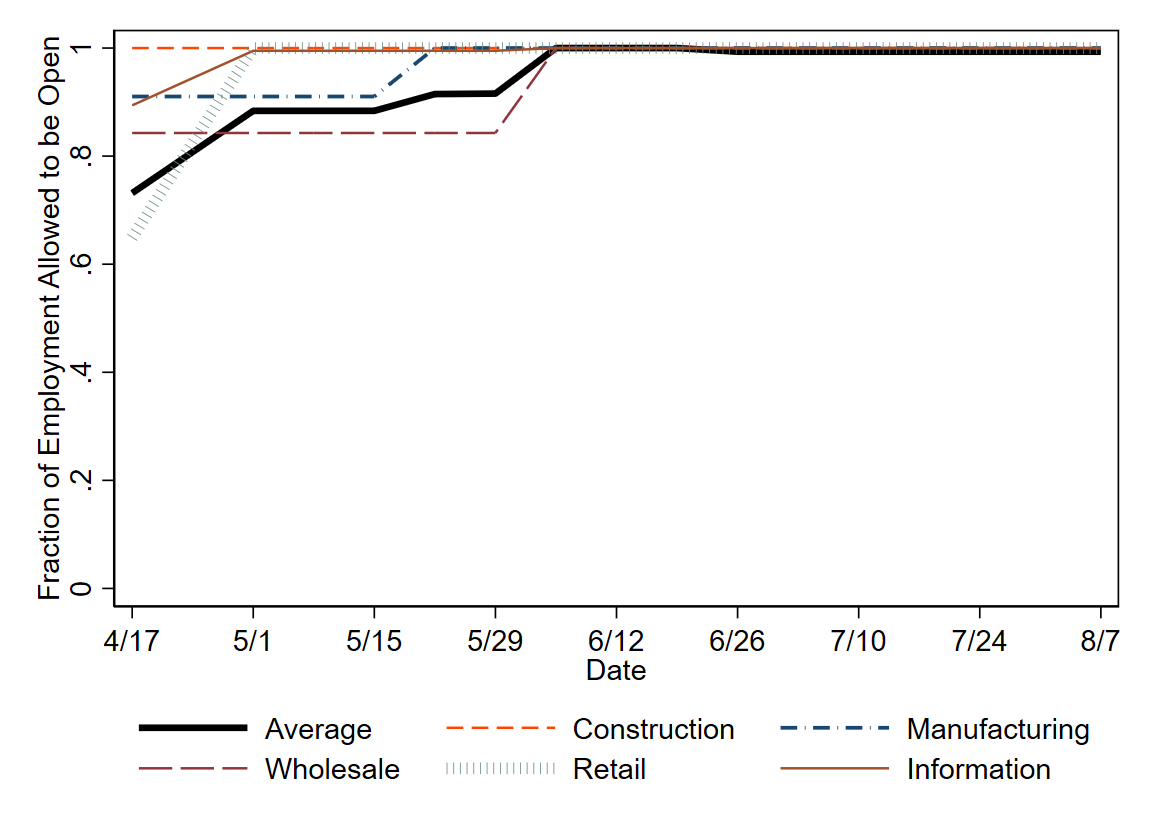 Fraction of Employment Allowed to be Open
1
.8
.6
.4
.2
0
4/17 5/1 5/15 5/29 6/12 6/26 7/10 7/24 8/7
Date
Average Construction Manufacturing
Wholesale Retail Information